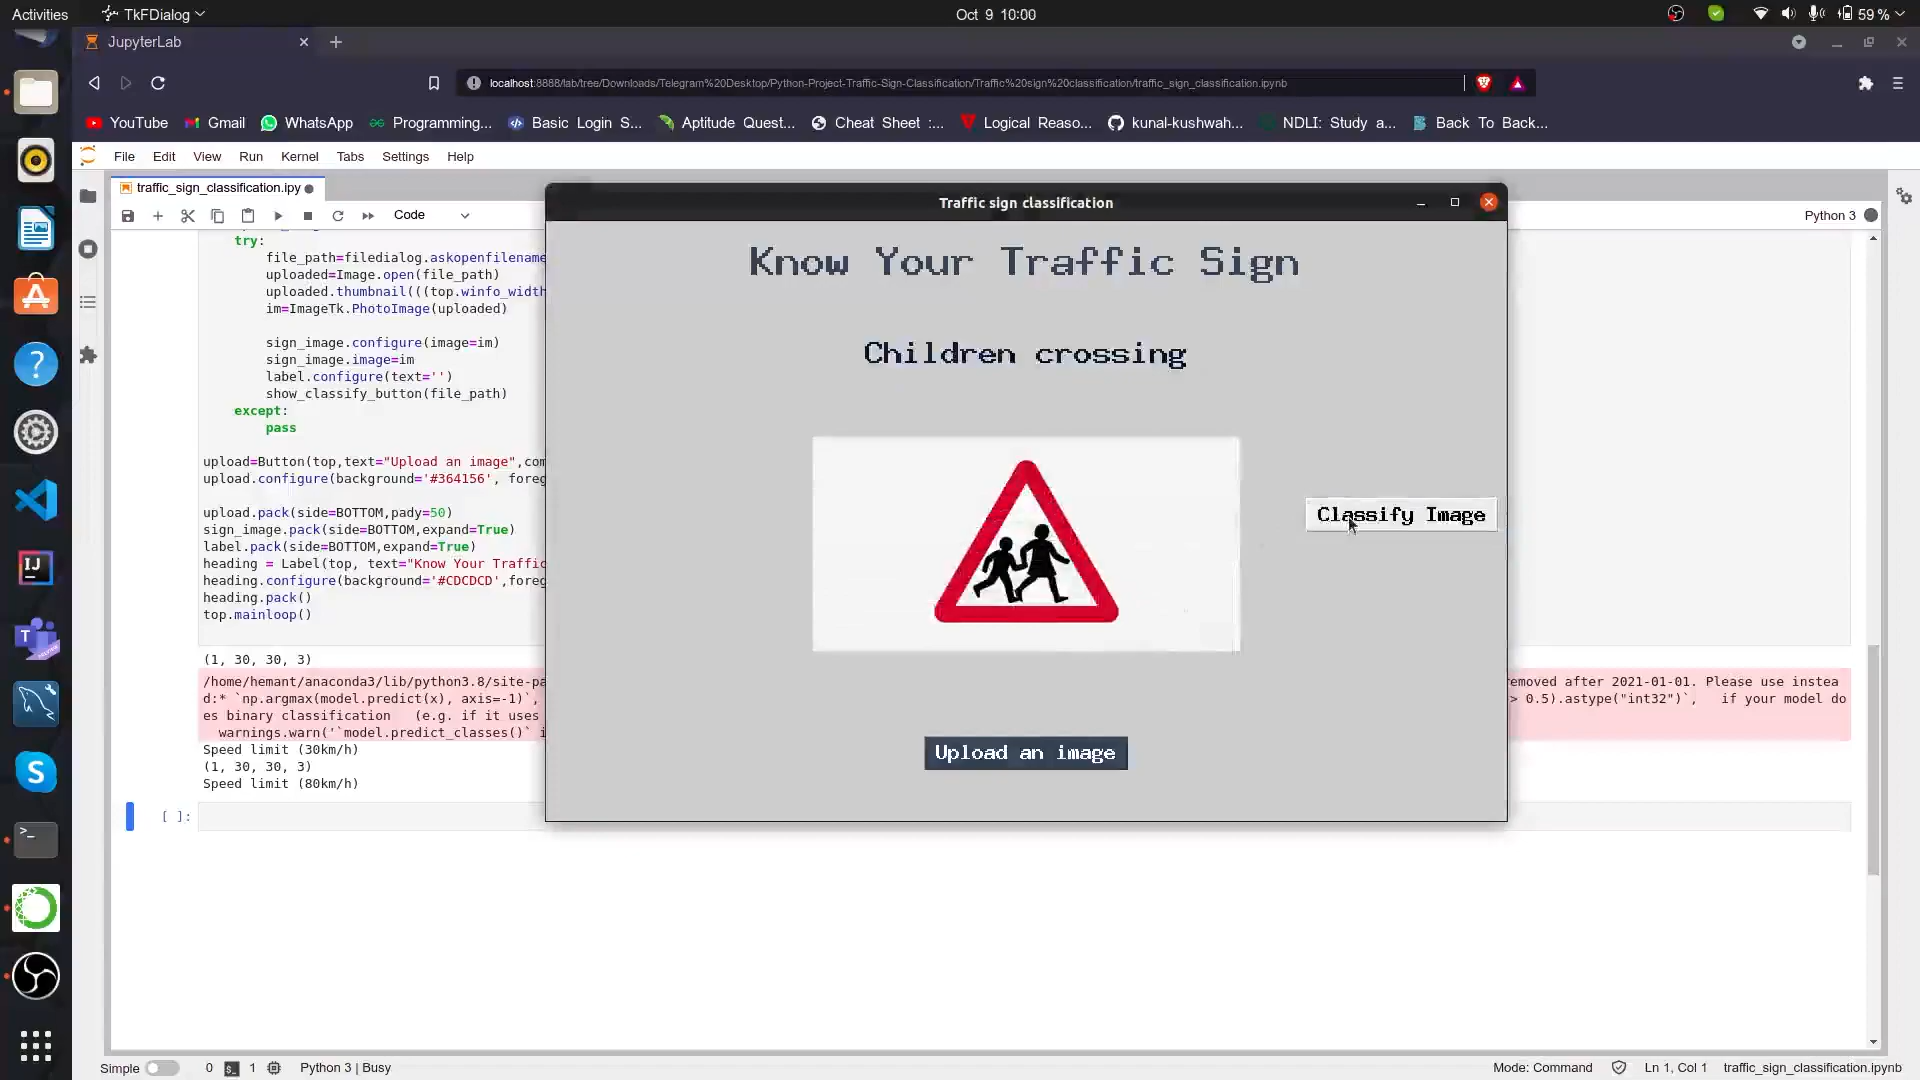 Activities
TkFDialog
Oct 9 10:00
59 %
JupyterLab
localhost:8888/lab/tree/Downloads/Telegram%20Desktop/Python-Project-Traffic-Sign-Classification/Traffic%20sign%20classification/traffic_sign_classification.ipynb
YouTube
Gmail
WhatsApp
Programming...
Basic Login S...
Aptitude Quest...
Cheat Sheet :...
Logical Reaso...
kunal-kushwah...
NDLI: Study a...
Back To Back...
File Edit View Run Kernel Tabs Settings Help
traffic_sign_classification.ipy
Code
Python 3
try:
file_path=filedialog.askopenfilename
uploaded=Image.open(file_path)
uploaded.thumbnail(((top.winfo_width
im=ImageTk.PhotoImage(uploaded)
sign_image.configure(image=im)
sign_image.image=im
label.configure(text='')
show_classify_button(file_path)
except:
pass
upload=Button(top,text="Upload an image",com
upload.configure(background='#364156', foreg
upload.pack(side=BOTTOM,pady=50)
sign_image.pack(side=BOTTOM,expand=True)
label.pack(side=BOTTOM,expand=True)
heading = Label(top, text="Know Your Traffic
heading.configure(background='#CDCDCD',foreg
heading.pack()
top.mainloop()
(1, 30, 30, 3)
/home/hemant/anaconda3/lib/python3.8/site-pa
emoved after 2021-01-01. Please use instea
d:* `np.argmax(model.predict(x), axis=-1)`,
> 0.5).astype("int32")`,   if your model do
es binary classification   (e.g. if it uses
warnings.warn('`model.predict_classes()` i
Speed limit (30km/h)
(1, 30, 30, 3)
Speed limit (80km/h)
[ ]:
Traffic sign classification
Know Your Traffic Sign
Children crossing
Classify Image
Upload an image
Simple
0
1
Python 3 | Busy
Mode: Command
Ln 1, Col 1
traffic_sign_classification.ipynb